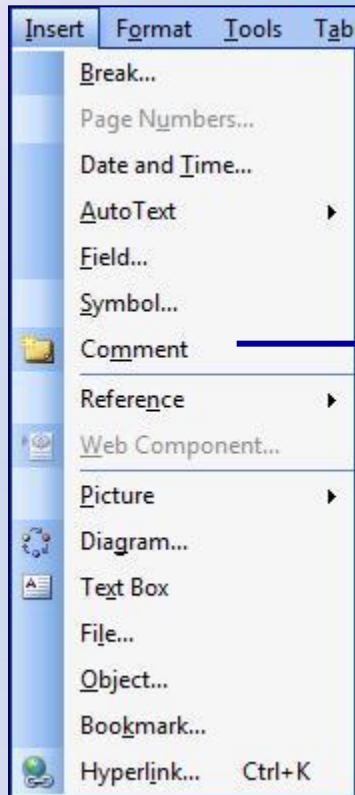 Insert Format Tools Tab
Break...
Page Numbers...
Date and Time...
AutoText
Field...
Symbol...
Comment
Reference
Web Component...
Picture
Diagram...
Text Box
File...
Object...
Bookmark...
Hyperlink... Ctrl+K